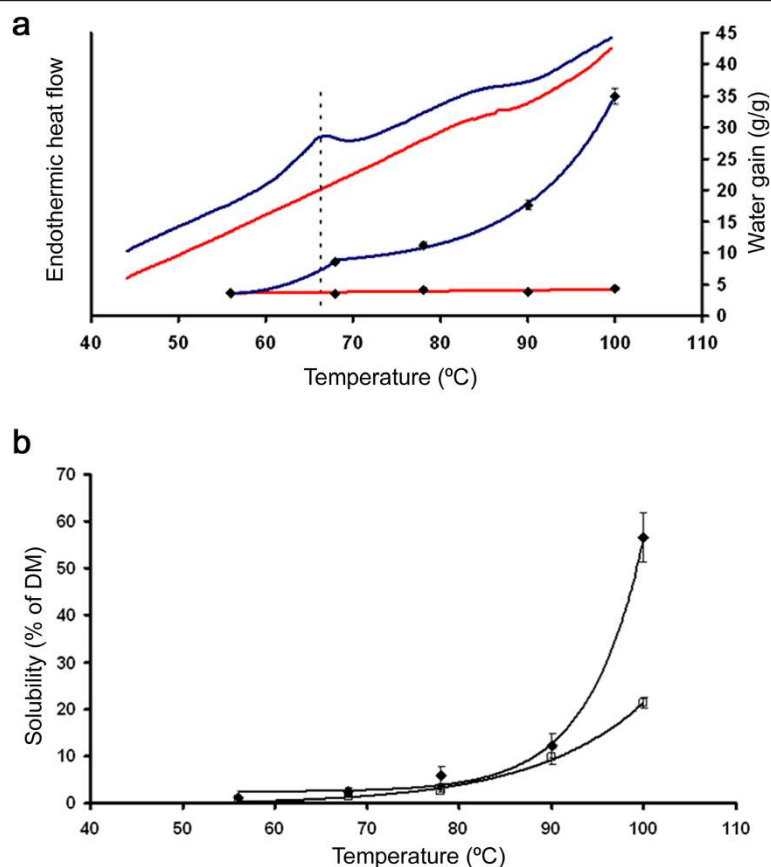 a
Endothermic heat flow
45
40
35
30
25
20
15
10
5
0
Water gain (g/g)
40 50 60 70 80 90 100 110
Temperature (ºC)
b
Solubility (% of DM)
70
60
50
40
30
20
10
0
40 50 60 70 80 90 100 110
Temperature (ºC)